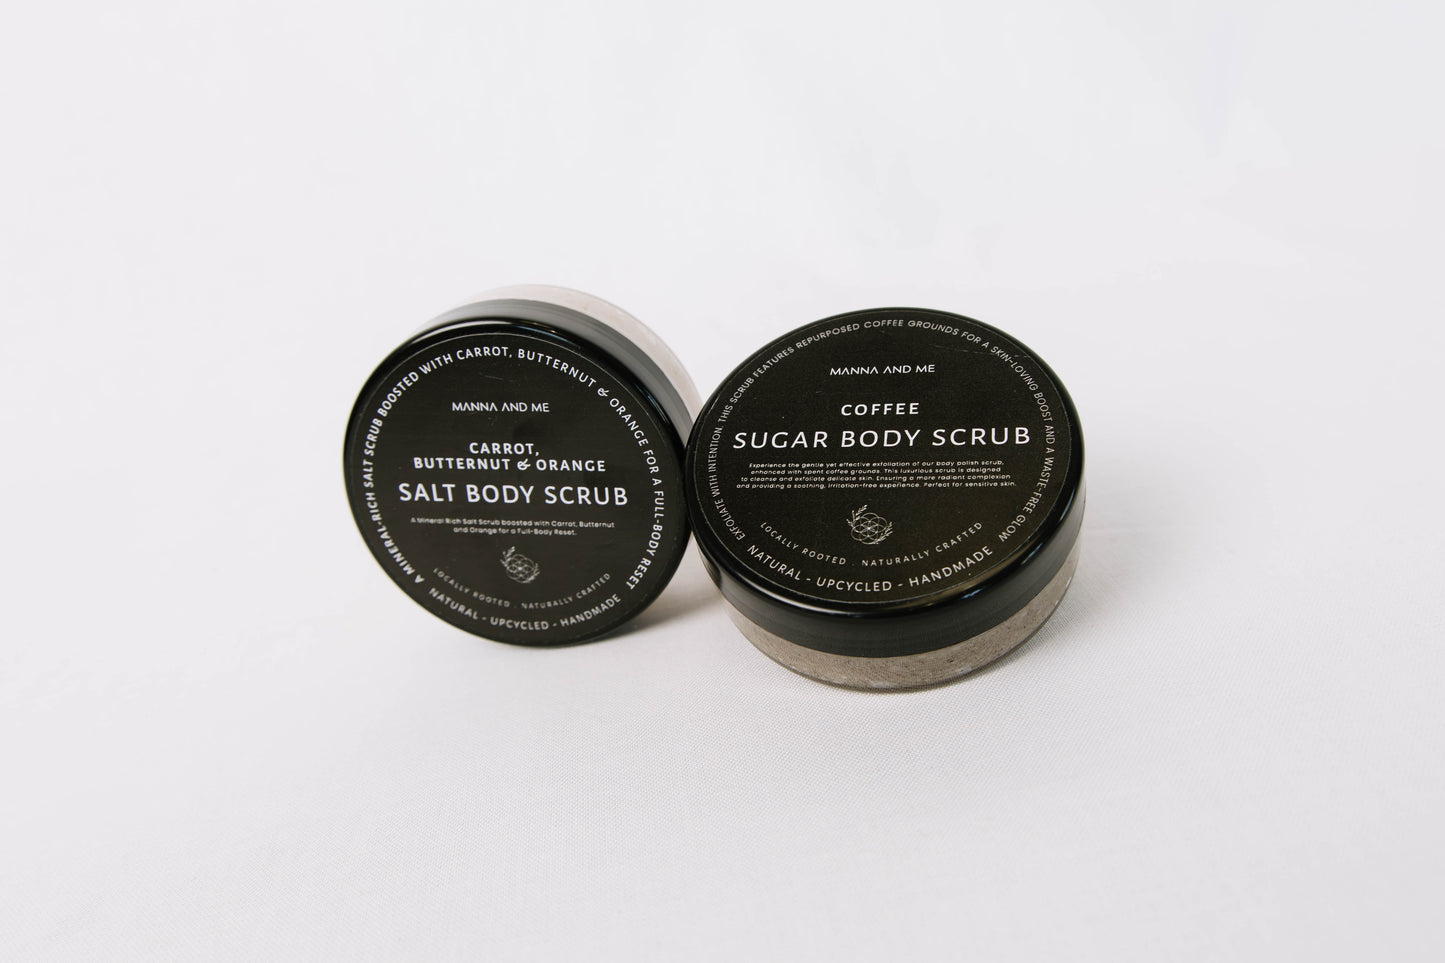 A MINERAL-RICH SALT SCRUB BOOSTED WITH CARROT, BUTTERNUT & ORANGE FOR A FULL-BODY RESET
MANNA AND ME
CARROT,
BUTTERNUT & ORANGE
SALT BODY SCRUB
A Mineral Rich Salt Scrub boosted with Carrot, Butternut
and Orange for a Full-Body Reset.
LOCALLY ROOTED . NATURALLY CRAFTED
NATURAL - UPCYCLED - HANDMADE
EXFOLIATE WITH INTENTION. THIS SCRUB FEATURES REPURPOSED COFFEE GROUNDS FOR A SKIN-LOVING BOOST AND A WASTE-FREE GLOW
MANNA AND ME
COFFEE
SUGAR BODY SCRUB
Experience the gentle yet effective exfoliation of our body polish scrub,
enhanced with spent coffee grounds. This luxurious scrub is designed
to cleanse and exfoliate delicate skin. Ensuring a more radiant complexion
and providing a soothing, irritation-free experience. Perfect for sensitive skin.
LOCALLY ROOTED . NATURALLY CRAFTED
NATURAL - UPCYCLED - HANDMADE